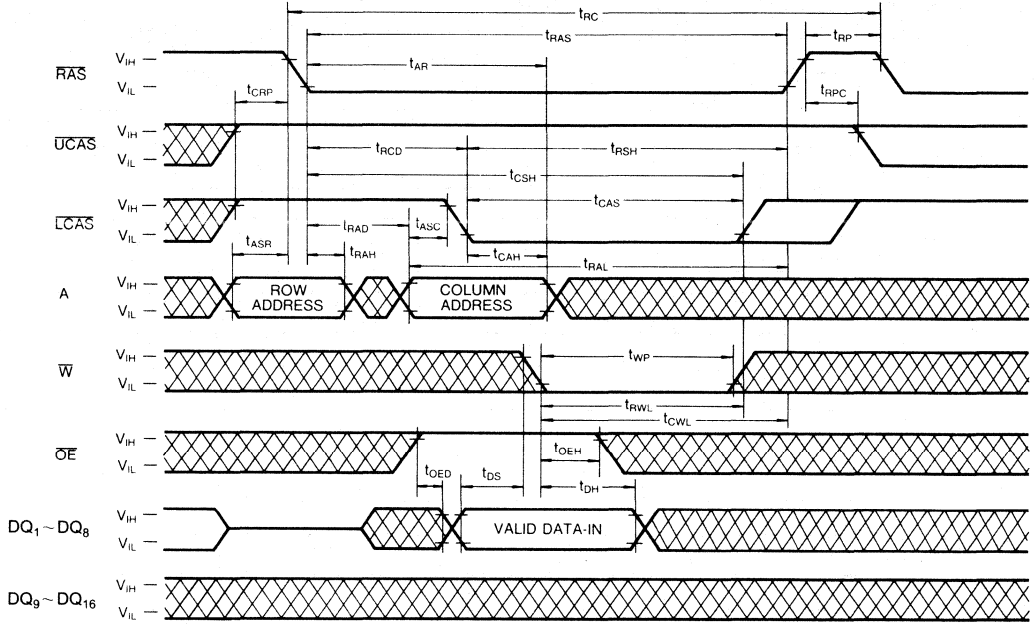 tRC
tRAS
tRP
RAS
VIH
VIL
tAR
tCRP
tRPC
UCAS
VIH
VIL
tRCD
tRSH
tCSH
LCAS
VIH
VIL
tCAS
tRAD
tASC
tASR
tRAH
tCAH
tRAL
A
VIH
VIL
ROW
ADDRESS
COLUMN
ADDRESS
W
VIH
VIL
tWP
tRWL
tCWL
OE
VIH
VIL
tOEH
tOED
tDS
tDH
DQ1~DQ8
VIH
VIL
VALID DATA-IN
DQ9~DQ16
VIH
VIL